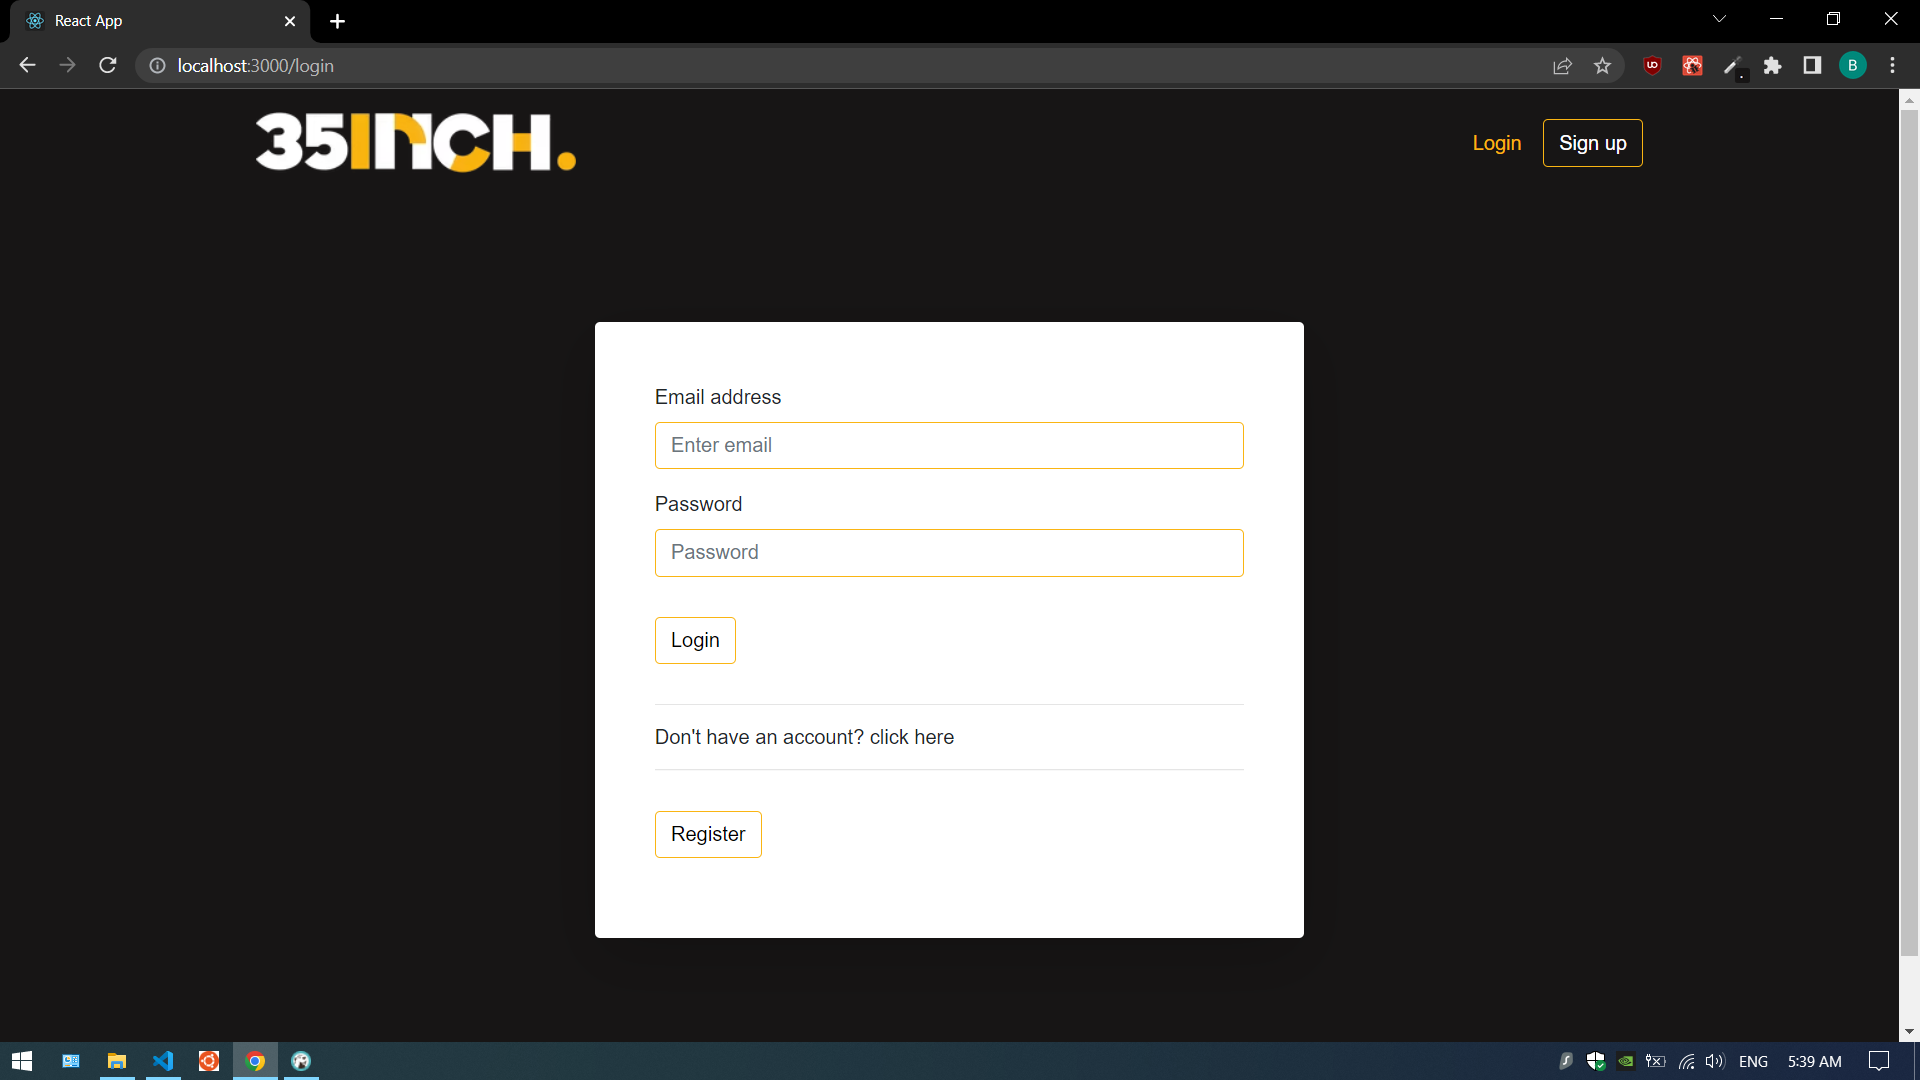 React App
localhost:3000/login
B
35INCH.
Login
Sign up
Email address
Enter email
Password
Password
Login
Don't have an account? click here
Register
ENG
5:39 AM